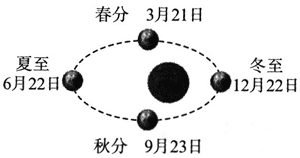 春分 3月21日
夏至
6月22日
冬至
12月22日
秋分 9月23日